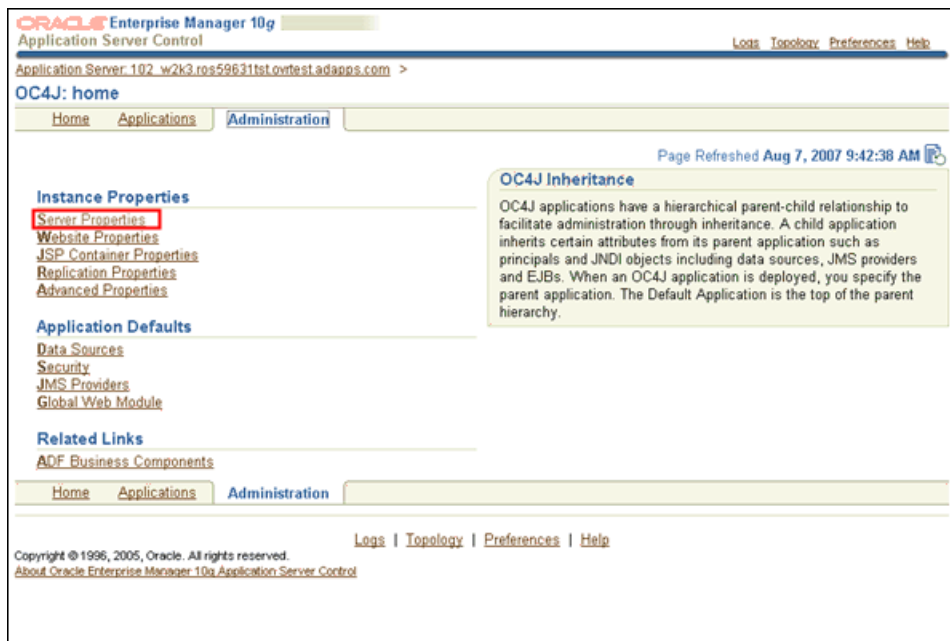 ORACLE Enterprise Manager 10g
Application Server Control
Logs Topology Preferences Help
Application Server: 102_w2k3.ros59631tst.ovrtest.adapps.com >
OC4J: home
Home Applications Administration
Page Refreshed Aug 7, 2007 9:42:38 AM
Instance Properties
Server Properties
Website Properties
JSP Container Properties
Replication Properties
Advanced Properties
Application Defaults
Data Sources
Security
JMS Providers
Global Web Module
Related Links
ADF Business Components
OC4J Inheritance
OC4J applications have a hierarchical parent-child relationship to
facilitate administration through inheritance. A child application
inherits certain attributes from its parent application such as
principals and JNDI objects including data sources, JMS providers
and EJBs. When an OC4J application is deployed, you specify the
parent application. The Default Application is the top of the parent
hierarchy.
Home Applications Administration
Logs | Topology | Preferences | Help
Copyright © 1996, 2005, Oracle. All rights reserved.
About Oracle Enterprise Manager 10g Application Server Control